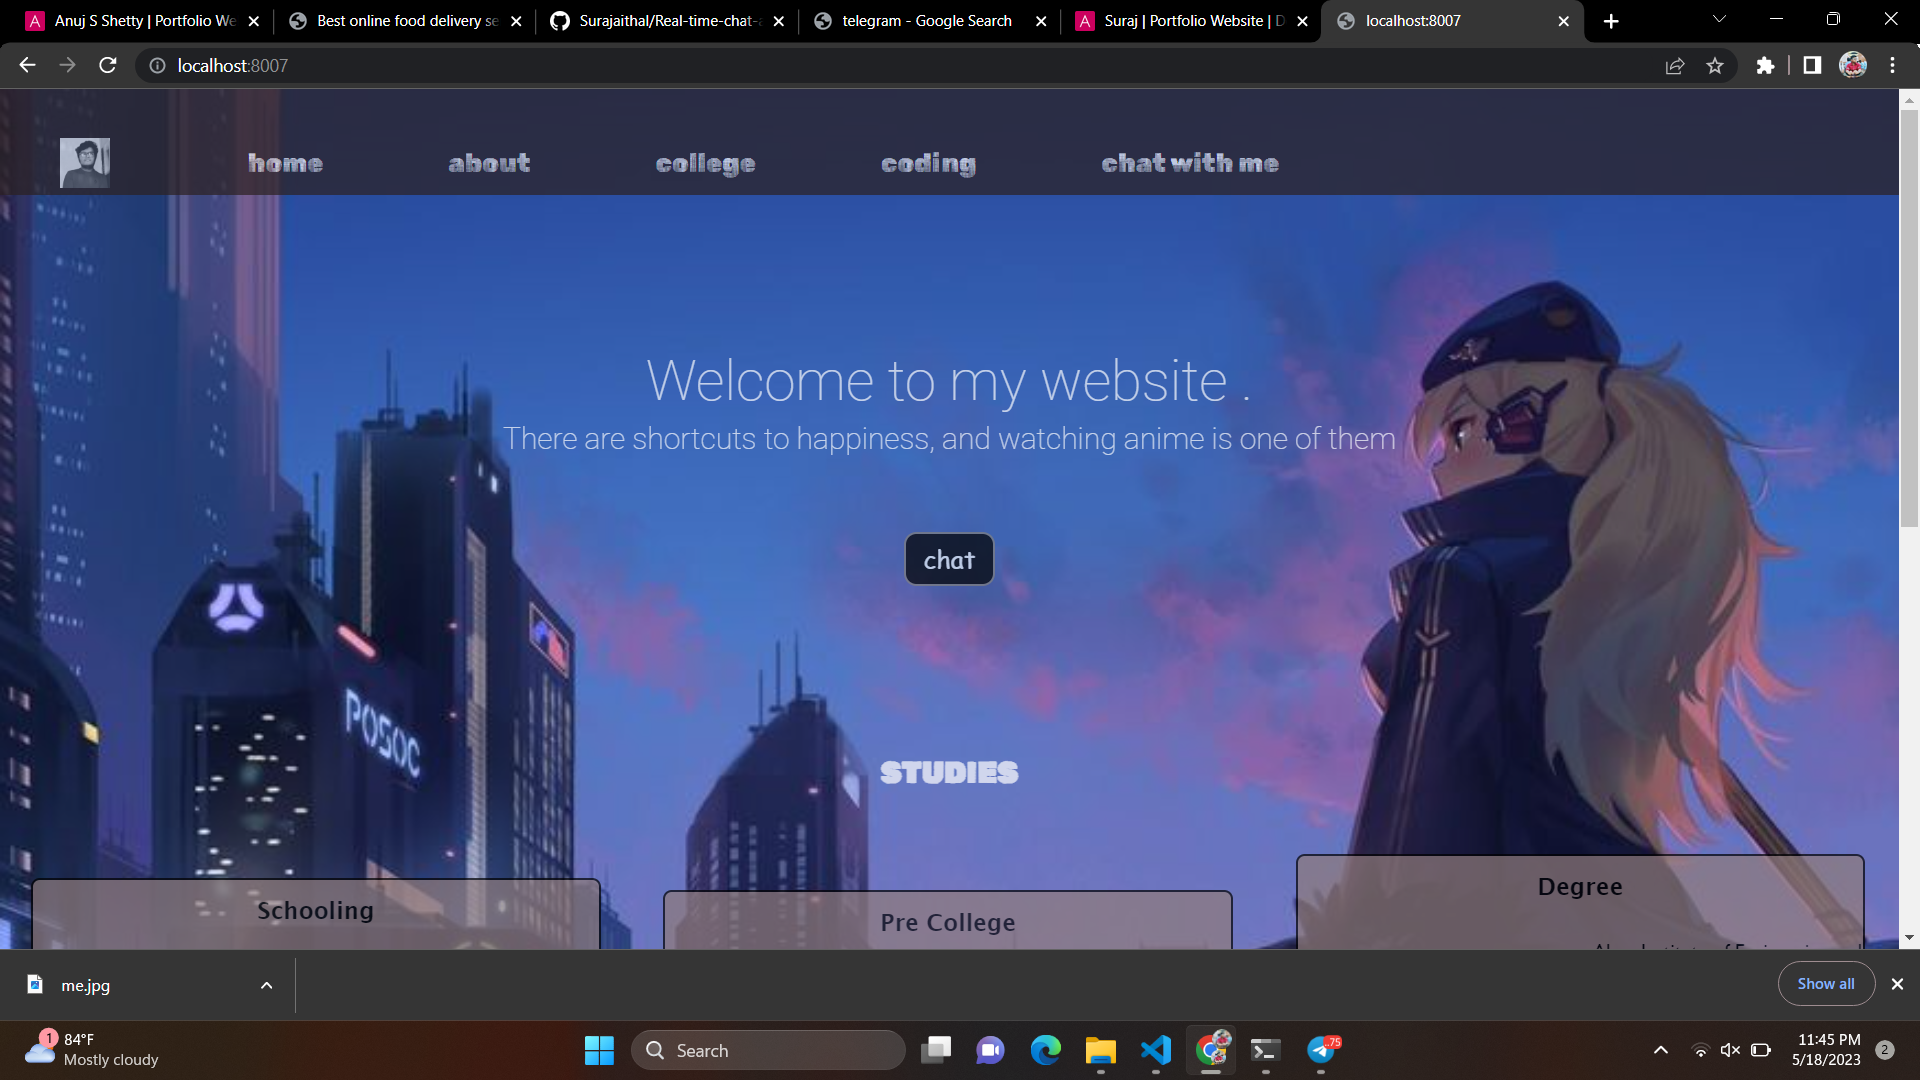 Anuj S Shetty | Portfolio We
Best online food delivery se
Surajaithal/Real-time-chat-a
telegram - Google Search
Suraj | Portfolio Website | D
localhost:8007
localhost:8007
home
about
college
coding
chat with me
Welcome to my website .
There are shortcuts to happiness, and watching anime is one of them
chat
POSOC
STUDIES
Schooling
Pre College
Degree
me.jpg
Show all
1
84°F
Mostly cloudy
Search
75
11:45 PM
5/18/2023
2